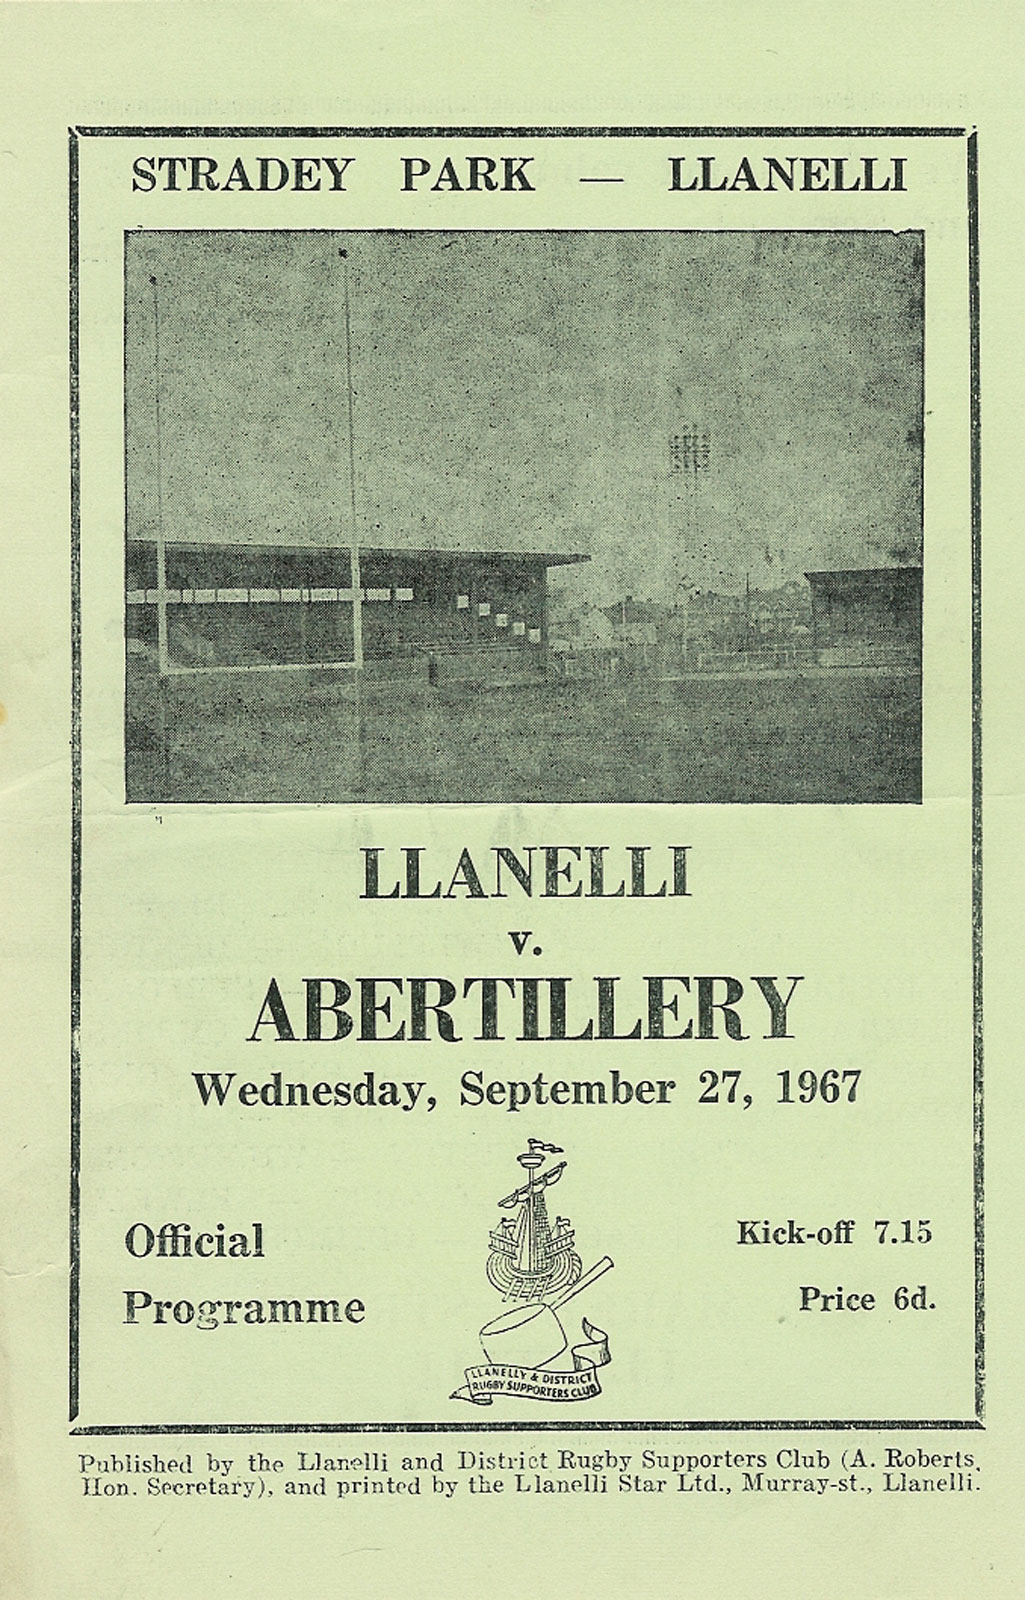 STRADEY PARK — LLANELLI
LLANELLI
v.
ABERTILLERY
Wednesday, September 27, 1967
Official
Programme
Kick-off 7.15
Price 6d.
LLANELLY & DISTRICT
RUGBY SUPPORTERS CLUB
Published by the Llanelli and District Rugby Supporters Club (A. Roberts,
Hon. Secretary), and printed by the Llanelli Star Ltd., Murray-st., Llanelli.